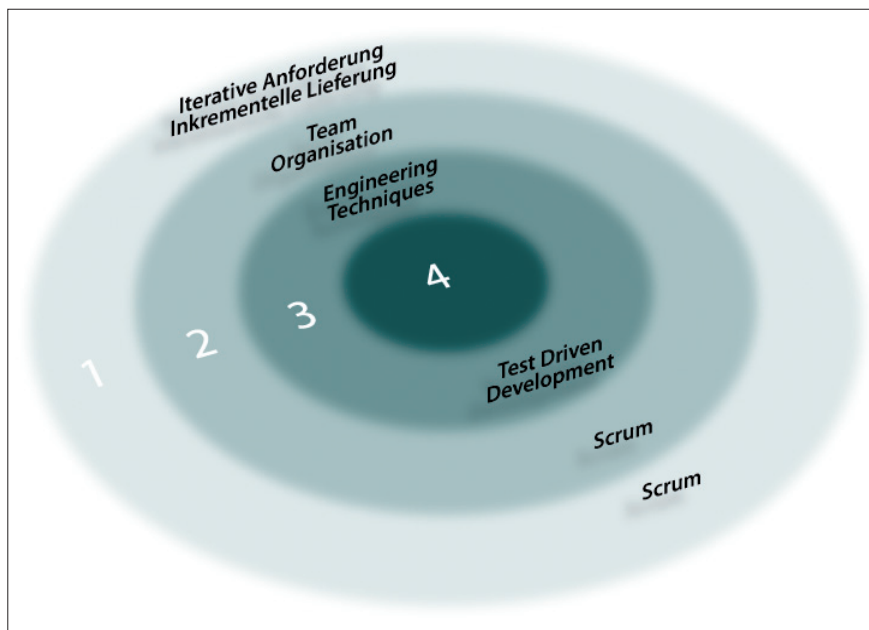 Iterative Anforderung
Inkrementelle Lieferung
Team
Organisation
Engineering
Techniques
4
3
2
1
Test Driven
Development
Scrum
Scrum